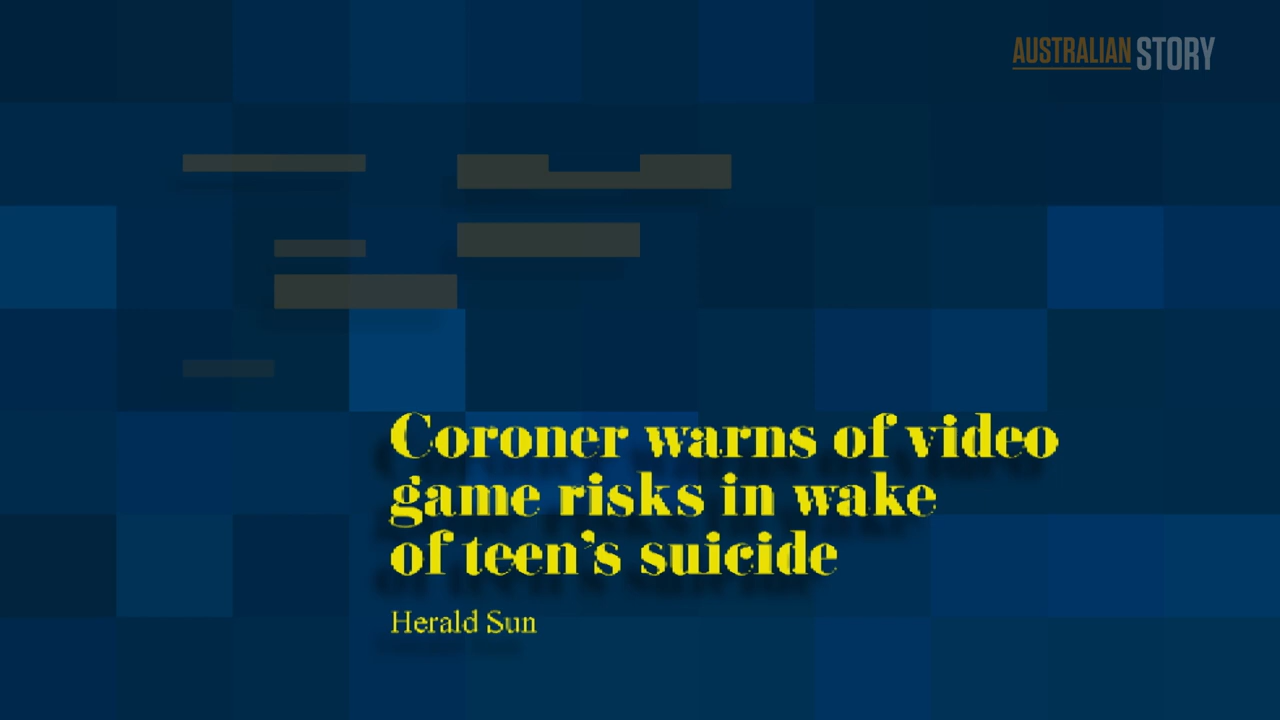 AUSTRALIAN STORY
Coroner warns of video
game risks in wake
of teen's suicide
Herald Sun